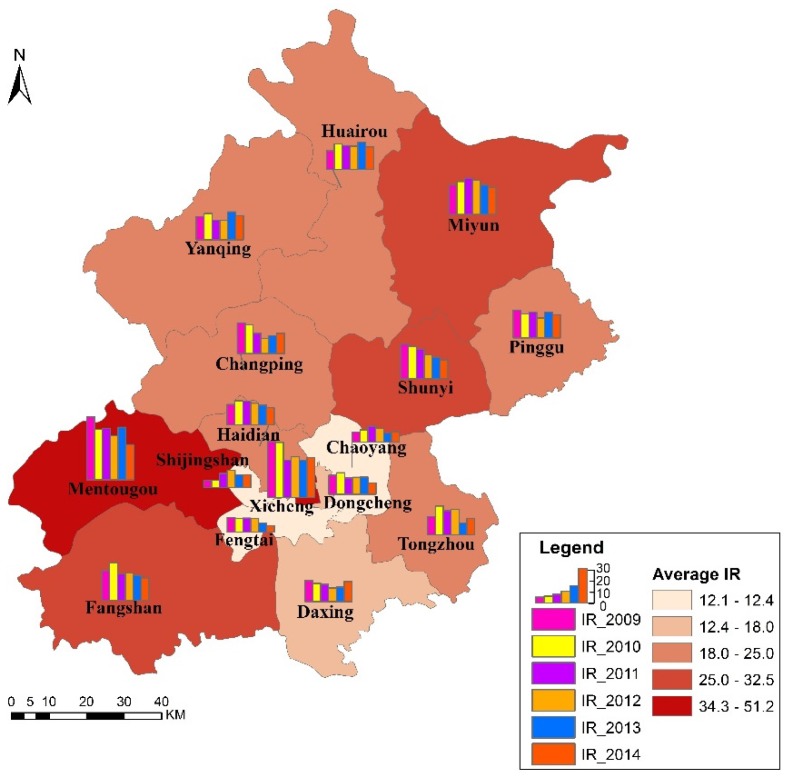 N
Huairou
Miyun
Yanqing
Pinggu
Changping
Shunyi
Haidian
Chaoyang
Shijingshan
Mentougou
Xicheng
Dongcheng
Fengtai
Tongzhou
Fangshan
Daxing
0 5 10 20 30 40
KM
Legend
30
20
10
0
IR_2009
IR_2010
IR_2011
IR_2012
IR_2013
IR_2014
Average IR
12.1 - 12.4
12.4 - 18.0
18.0 - 25.0
25.0 - 32.5
34.3 - 51.2